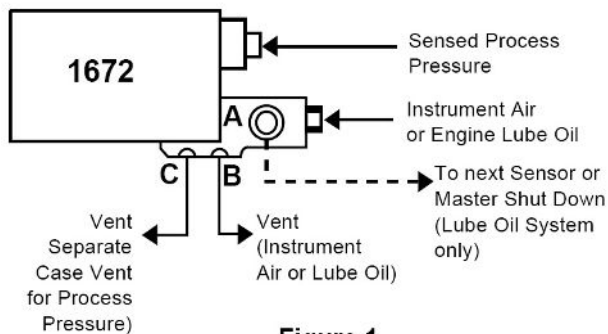 1672
Sensed Process
Pressure
Instrument Air
or Engine Lube Oil
A
C
B
To next Sensor or
Master Shut Down
(Lube Oil System
only)
Vent
Separate
Case Vent
for Process
Pressure)
Vent
(Instrument
Air or Lube Oil)
Figure 1